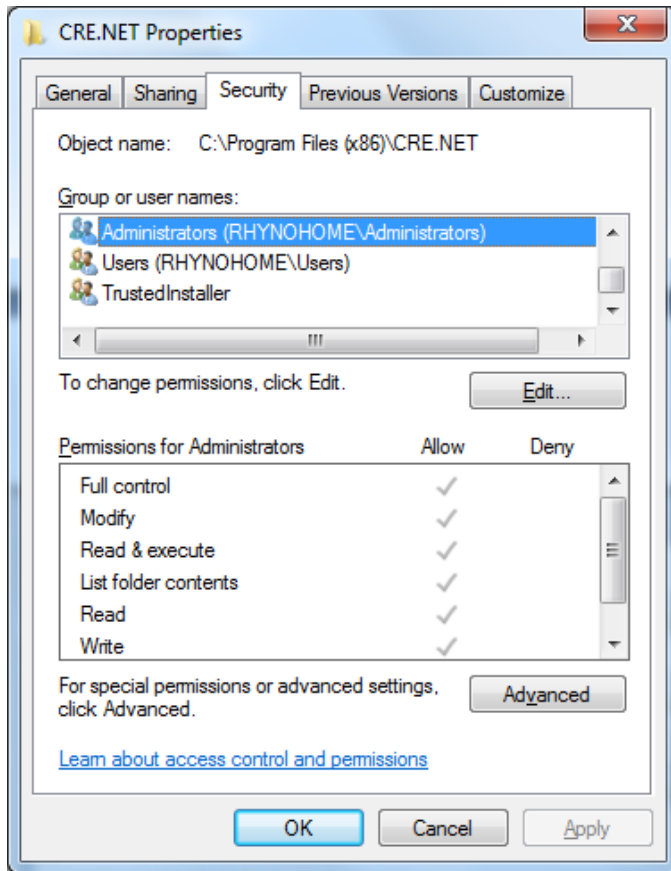 CRE.NET Properties
General Sharing Security Previous Versions Customize
Object name: C:\Program Files (x86)\CRE.NET
Group or user names:
Administrators (RHYNOHOME\Administrators)
Users (RHYNOHOME\Users)
TrustedInstaller
To change permissions, click Edit. Edit...
Permissions for Administrators Allow Deny
Full control
Modify
Read & execute
List folder contents
Read
Write
For special permissions or advanced settings, Advanced
click Advanced.
Learn about access control and permissions
OK Cancel Apply